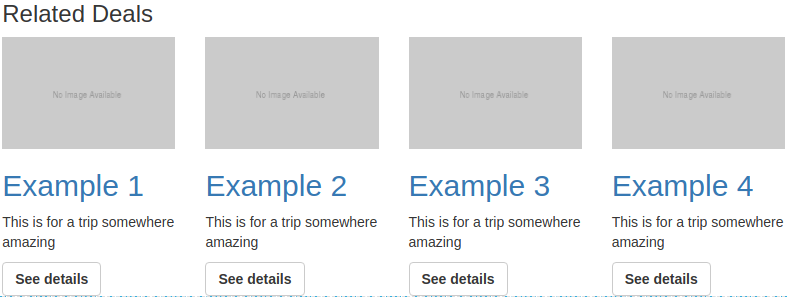 Related Deals
No Image Available
No Image Available
No Image Available
No Image Available
Example 1
Example 2
Example 3
Example 4
This is for a trip somewhere
amazing
This is for a trip somewhere
amazing
This is for a trip somewhere
amazing
This is for a trip somewhere
amazing
See details
See details
See details
See details